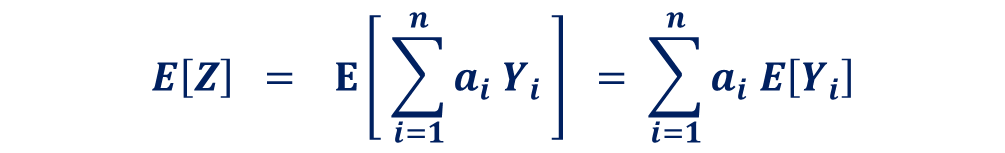 E[Z] = E[ ∑_{i=1}^{n} a_i Y_i ] = ∑_{i=1}^{n} a_i E[Y_i]